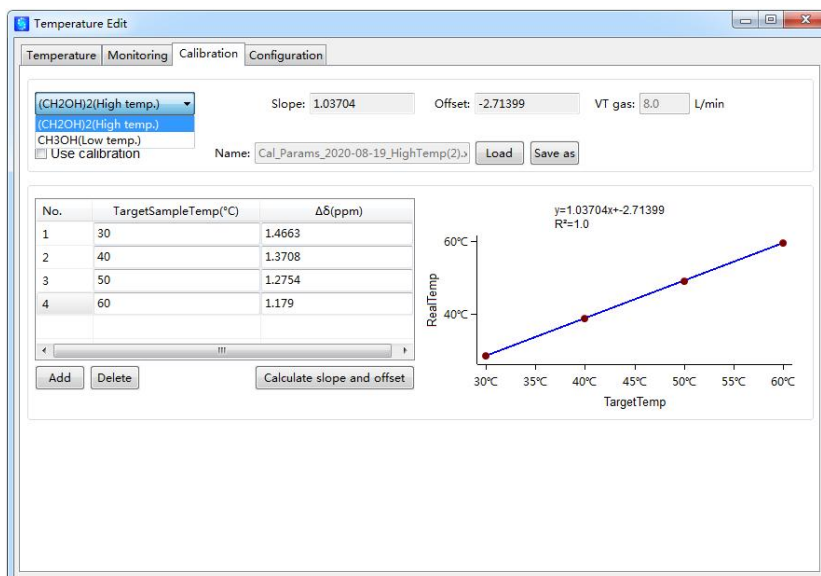 Temperature Edit
Temperature Monitoring Calibration Configuration
(CH2OH)2(High temp.) Slope: 1.03704 Offset: -2.71399 VT gas: 8.0 L/min
(CH2OH)2(High temp.)
CH3OH(Low temp.)
Use calibration Name: Cal_Params_2020-08-19_HighTemp(2).x Load Save as
No. TargetSampleTemp(°C) Δδ(ppm)
1 30 1.4663
2 40 1.3708
3 50 1.2754
4 60 1.179
Add Delete Calculate slope and offset
y=1.03704x+-2.71399
R²=1.0
60℃
40℃
RealTemp
30℃ 35℃ 40℃ 45℃ 50℃ 55℃ 60℃
TargetTemp